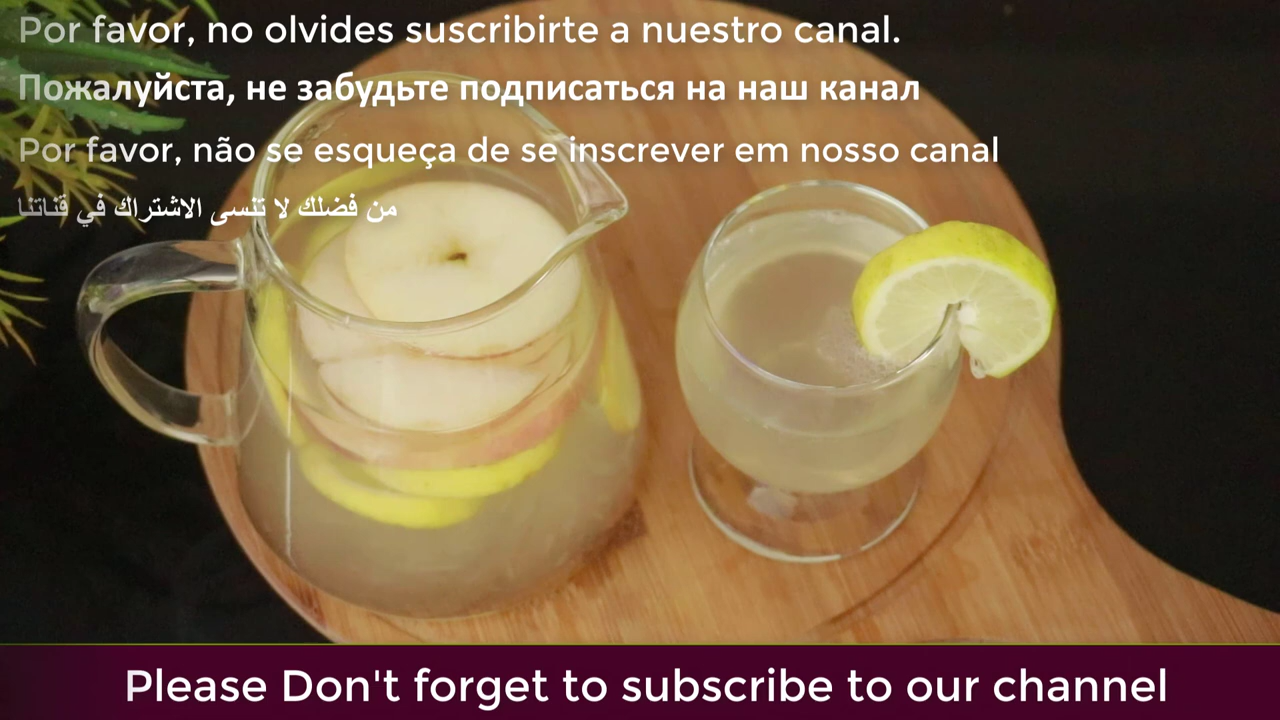 Por favor, no olvides suscribirte a nuestro canal.
Пожалуйста, не забудьте подписаться на наш канал
Por favor, não se esqueça de se inscrever em nosso canal
من فضلك لا تنسى الاشتراك في قناتنا
Please Don't forget to subscribe to our channel